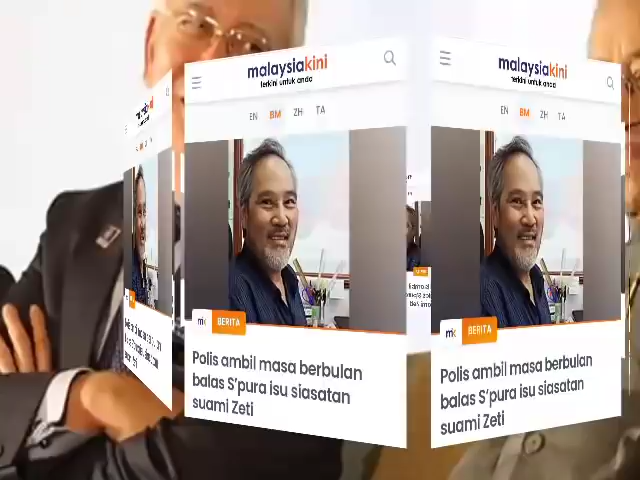 malaysiakini
terkini untuk anda
EN BM ZH TA
mk BERITA
Polis ambil masa berbulan
balas S'pura isu siasatan
suami Zeti
malaysiakini
terkini untuk anda
EN BM ZH TA
mk BERITA
Polis ambil masa berbulan
balas S'pura isu siasatan
suami Zeti